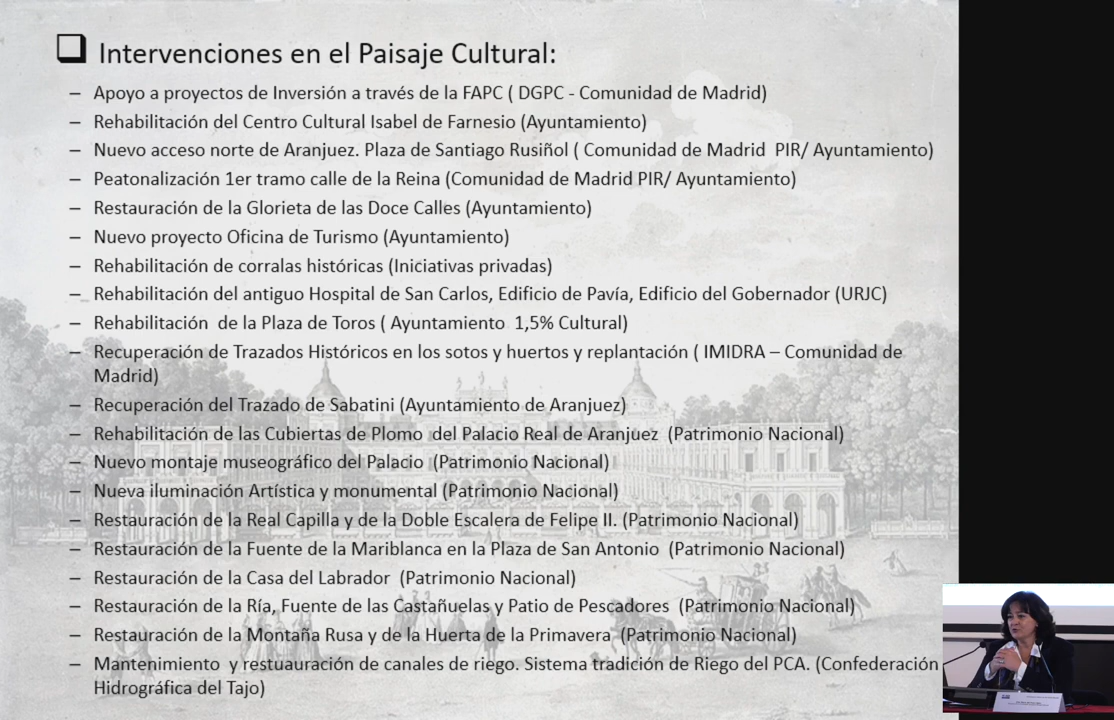 Intervenciones en el Paisaje Cultural:
– Apoyo a proyectos de Inversión a través de la FAPC ( DGPC - Comunidad de Madrid)
– Rehabilitación del Centro Cultural Isabel de Farnesio (Ayuntamiento)
– Nuevo acceso norte de Aranjuez. Plaza de Santiago Rusiñol ( Comunidad de Madrid PIR/ Ayuntamiento)
– Peatonalización 1er tramo calle de la Reina (Comunidad de Madrid PIR/ Ayuntamiento)
– Restauración de la Glorieta de las Doce Calles (Ayuntamiento)
– Nuevo proyecto Oficina de Turismo (Ayuntamiento)
– Rehabilitación de corralas históricas (Iniciativas privadas)
– Rehabilitación del antiguo Hospital de San Carlos, Edificio de Pavía, Edificio del Gobernador (URJC)
– Rehabilitación de la Plaza de Toros ( Ayuntamiento 1,5% Cultural)
– Recuperación de Trazados Históricos en los sotos y huertos y replantación ( IMIDRA – Comunidad de
Madrid)
– Recuperación del Trazado de Sabatini (Ayuntamiento de Aranjuez)
– Rehabilitación de las Cubiertas de Plomo del Palacio Real de Aranjuez (Patrimonio Nacional)
– Nuevo montaje museográfico del Palacio (Patrimonio Nacional)
– Nueva iluminación Artística y monumental (Patrimonio Nacional)
– Restauración de la Real Capilla y de la Doble Escalera de Felipe II. (Patrimonio Nacional)
– Restauración de la Fuente de la Mariblanca en la Plaza de San Antonio (Patrimonio Nacional)
– Restauración de la Casa del Labrador (Patrimonio Nacional)
– Restauración de la Ría, Fuente de las Castañuelas y Patio de Pescadores (Patrimonio Nacional)
– Restauración de la Montaña Rusa y de la Huerta de la Primavera (Patrimonio Nacional)
– Mantenimiento y restuauración de canales de riego. Sistema tradición de Riego del PCA. (Confederación
Hidrográfica del Tajo)